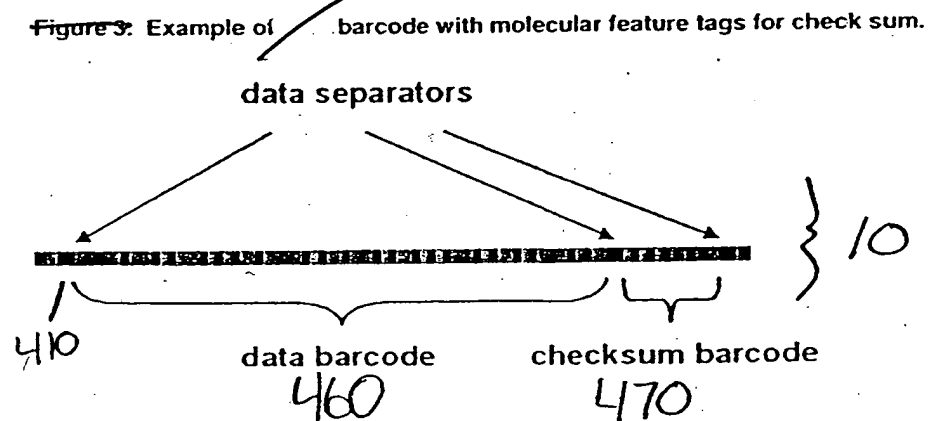 Figure 3: Example of barcode with molecular feature tags for check sum.
data separators
10
410
data barcode checksum barcode
460 470